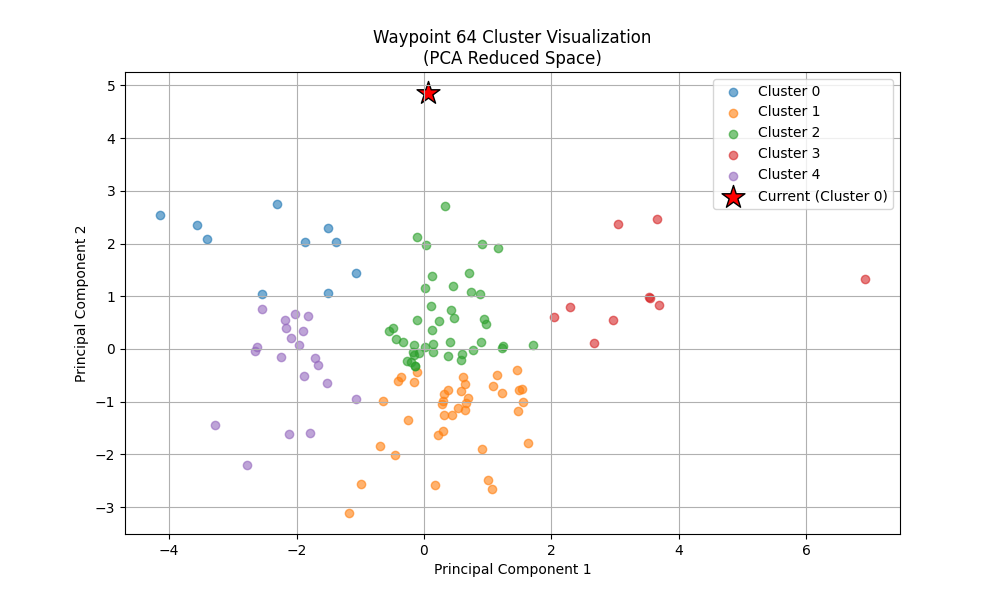 Waypoint 64 Cluster Visualization
(PCA Reduced Space)
Principal Component 2
5
4
3
2
1
0
−1
−2
−3
Cluster 0
Cluster 1
Cluster 2
Cluster 3
Cluster 4
Current (Cluster 0)
−4
−2
0
2
4
6
Principal Component 1